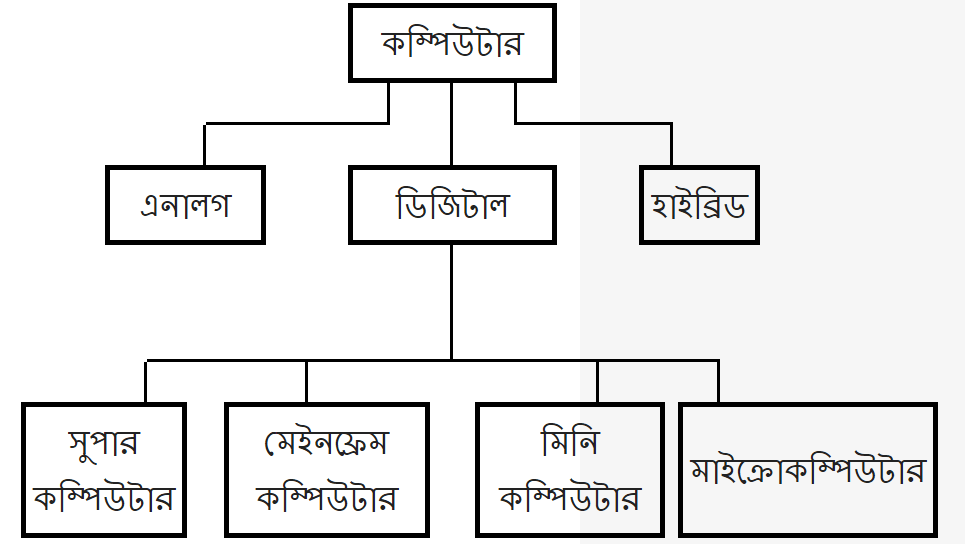 কম্পিউটার
এনালগ
ডিজিটাল
হাইব্রিড
সুপার
কম্পিউটার
মেইনফ্রেম
কম্পিউটার
মিনি
কম্পিউটার
মাইক্রোকম্পিউটার